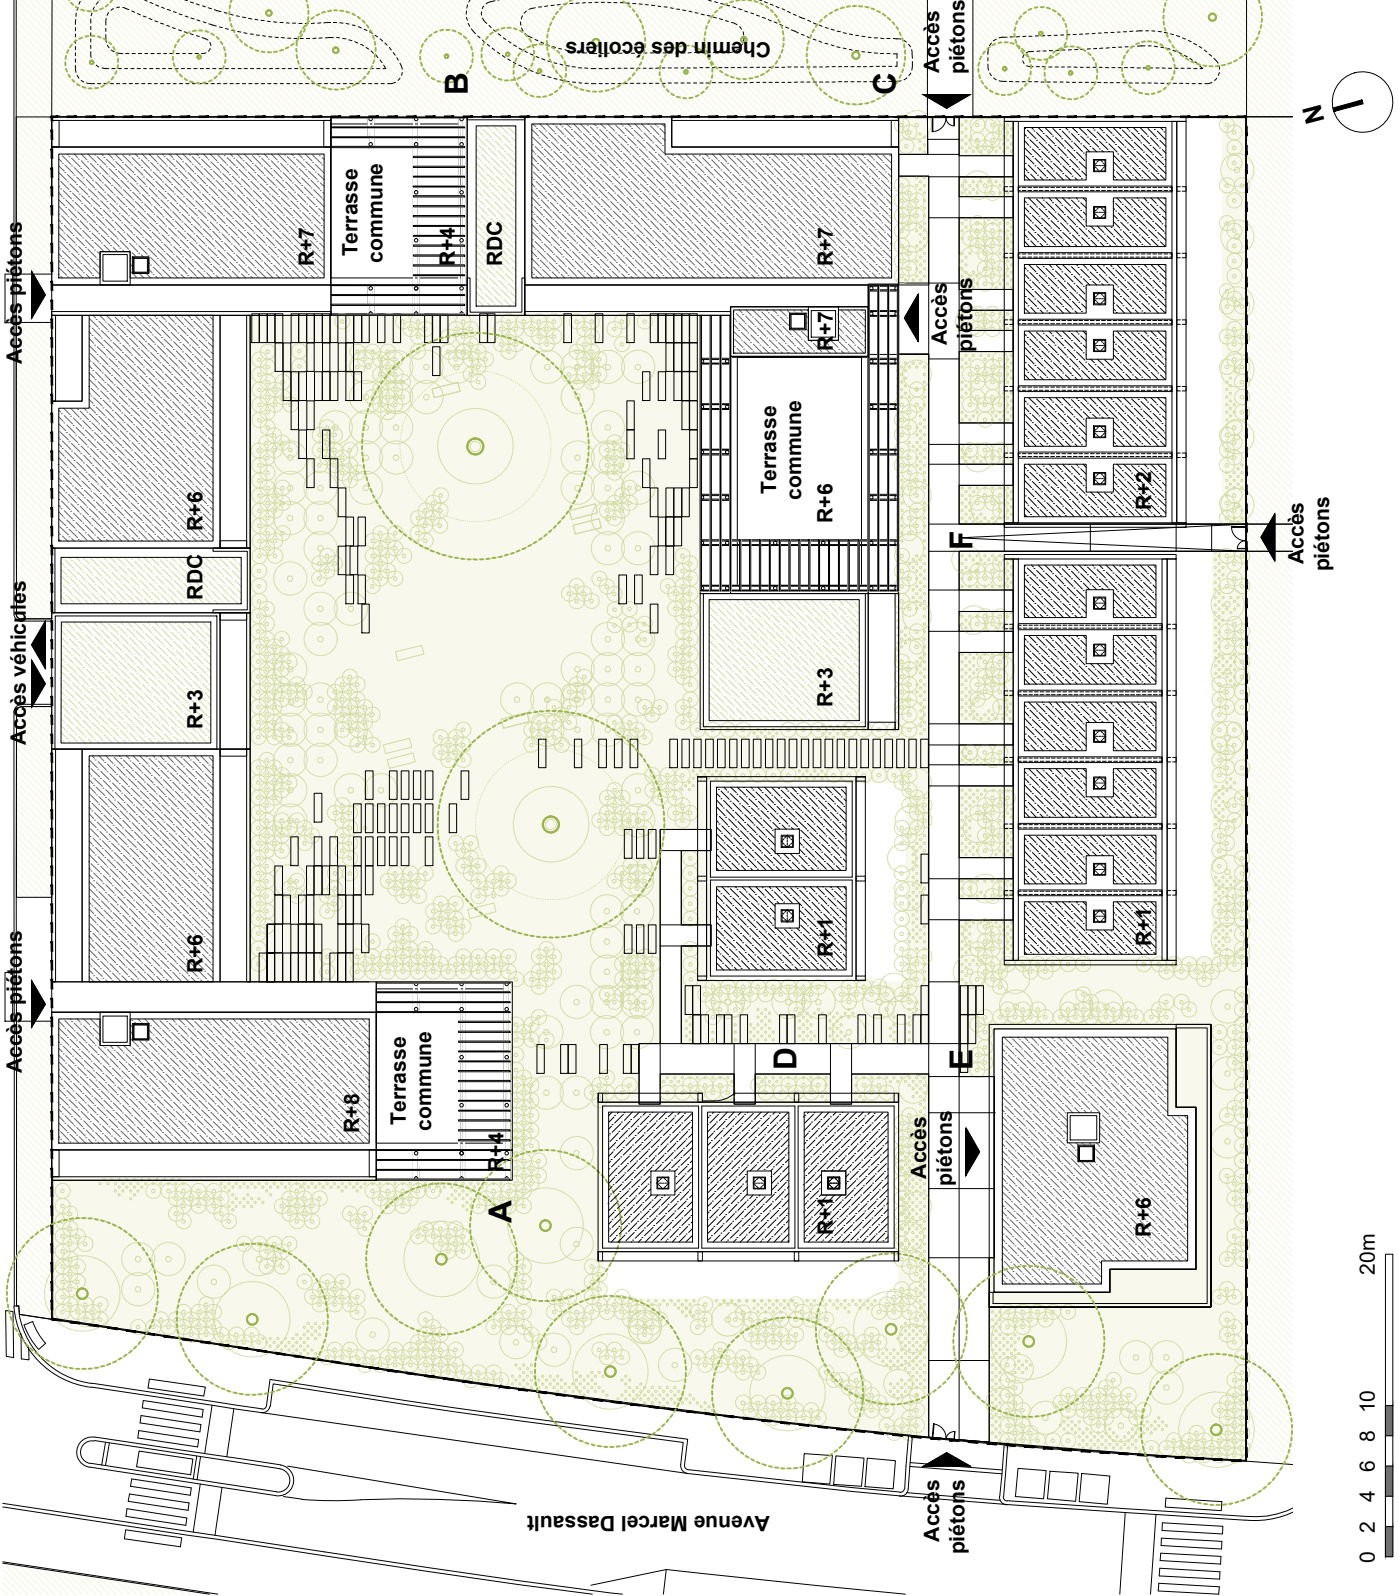 Chemin des écoliers
Accès
piétons
B
C
N
Accès piétons
R+7
Terrasse
commune
R+4
RDC
R+7
R+6
R+7
Accès
piétons
Terrasse
commune
R+6
R+2
RDC
F
Accès
piétons
Accès véhicules
R+3
R+3
Accès piétons
R+6
R+1
R+1
R+8
Terrasse
commune
R+4
D
E
A
R+1
Accès
piétons
R+6
Avenue Marcel Dassault
Accès
piétons
0 2 4 6 8 10 20m